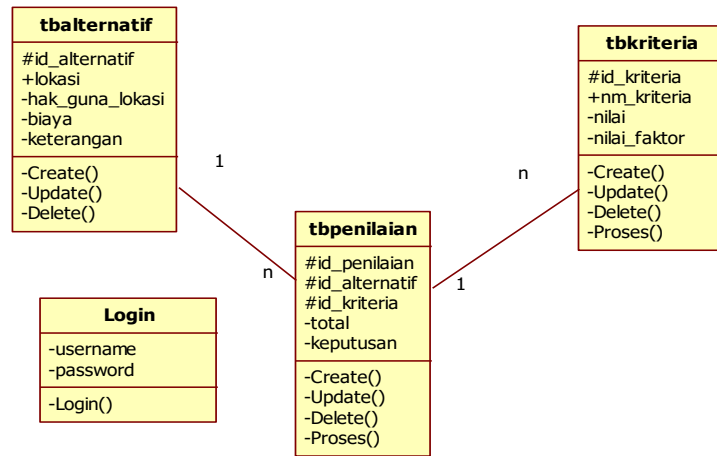 tbalternatif
#id_alternatif
+lokasi
-hak_guna_lokasi
-biaya
-keterangan
-Create()
-Update()
-Delete()
tbkriteria
#id_kriteria
+nm_kriteria
-nilai
-nilai_faktor
-Create()
-Update()
-Delete()
-Proses()
1
n
n
1
tbpenilaian
#id_penilaian
#id_alternatif
#id_kriteria
-total
-keputusan
-Create()
-Update()
-Delete()
-Proses()
Login
-username
-password
-Login()